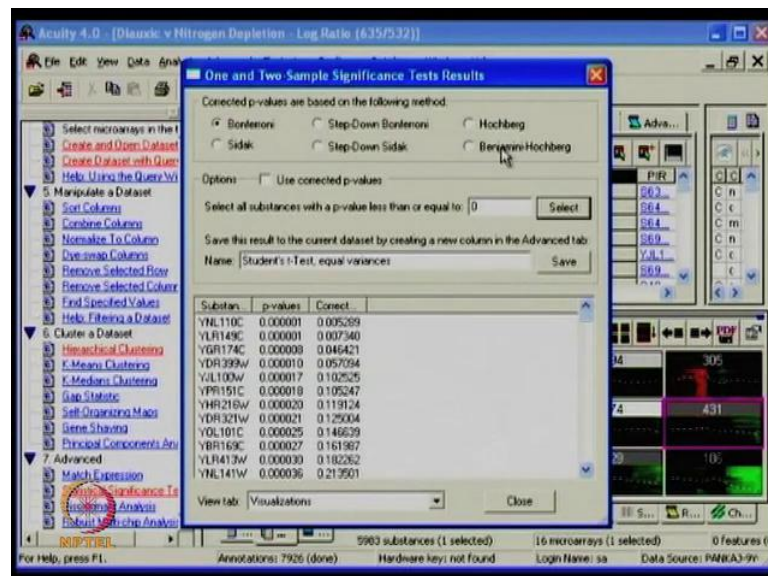 Acuity 4.0 - [Diauxic v Nitrogen Depletion - Log Ratio (635/532)]
File Edit View Data
One and Two-Sample Significance Tests Results
Corrected p-values are based on the following method.
Bonferroni Step-Down Bonferroni Hochberg
Sidak Step-Down Sidak Benjamini-Hochberg
Options Use corrected p-values
Select all substances with a p-value less than or equal to: 0 Select
Save this result to the current dataset by creating a new column in the Advanced tab:
Name: Student's t-Test, equal variances Save
Substan... p-values Correct...
YNL110C 0.000001 0.005289
YLR149C 0.000001 0.007340
YGR174C 0.000008 0.046421
YDR399W 0.000010 0.057094
YJL100W 0.000017 0.102525
YPR151C 0.000018 0.105247
YHR216W 0.000020 0.119124
YDR321W 0.000021 0.125004
YOL101C 0.000025 0.146639
YBR169C 0.000027 0.161987
YLR413W 0.000030 0.182262
YNL141W 0.000036 0.213501
View tab: Visualizations Close
Select microarrays in the t
Create and Open Dataset
Create Dataset with Quer
Help: Using the Query Wi
5. Manipulate a Dataset
Sort Columns
Combine Columns
Normalize To Column
Dye-swap Columns
Remove Selected Row
Remove Selected Column
Find Specified Values
Help: Filtering a Dataset
6. Cluster a Dataset
Hierarchical Clustering
K-Means Clustering
K-Medians Clustering
Gap Statistic
Self-Organizing Maps
Gene Shaving
Principal Components An
7. Advanced
Match Expression
Statistical Significance Te
Robust Multi-chip Analysis
NPTEL
Adva...
PIR
S63...
S64...
S64...
S69...
YJL1...
S69...
305
431
106
5983 substances (1 selected) 16 microarrays (1 selected) 0 features (
For Help, press F1. Annotations: 7926 (done) Hardware key: not found Login Name: sa Data Source: